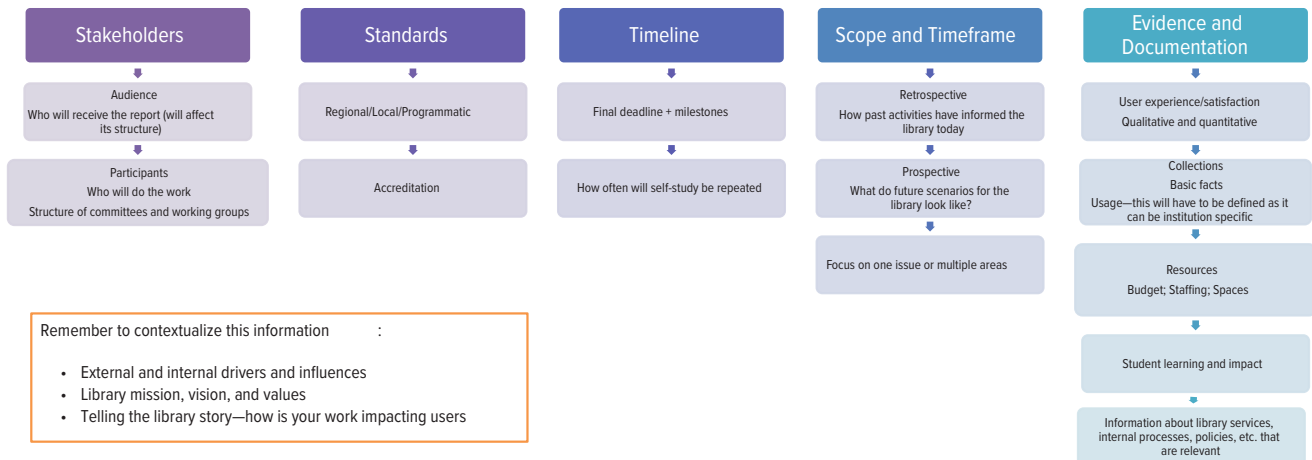 Stakeholders
Audience
Who will receive the report (will affect
its structure)
Participants
Who will do the work
Structure of committees and working groups
Standards
Regional/Local/Programmatic
Accreditation
Timeline
Final deadline + milestones
How often will self-study be repeated
Scope and Timeframe
Retrospective
How past activities have informed the
library today
Prospective
What do future scenarios for the
library look like?
Focus on one issue or multiple areas
Evidence and
Documentation
User experience/satisfaction
Qualitative and quantitative
Collections
Basic facts
Usage—this will have to be defined as it
can be institution specific
Resources
Budget; Staffing; Spaces
Student learning and impact
Information about library services,
internal processes, policies, etc. that
are relevant
Remember to contextualize this information :
• External and internal drivers and influences
• Library mission, vision, and values
• Telling the library story—how is your work impacting users